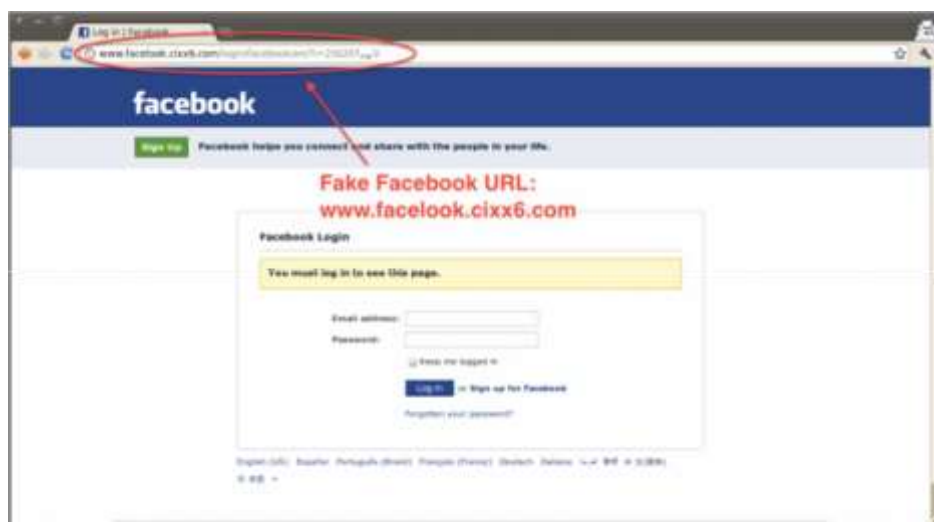 Log In | Facebook
www.facelook.cixx6.com
facebook
Sign Up Facebook helps you connect and share with the people in your life.
Fake Facebook URL:
www.facelook.cixx6.com
Facebook Login
You must log in to see this page.
Email address:
Password:
Keep me logged in
Log In or Sign up for Facebook
Forgotten your password?
English (US) Español Português (Brasil) Français (France) Deutsch Italiano